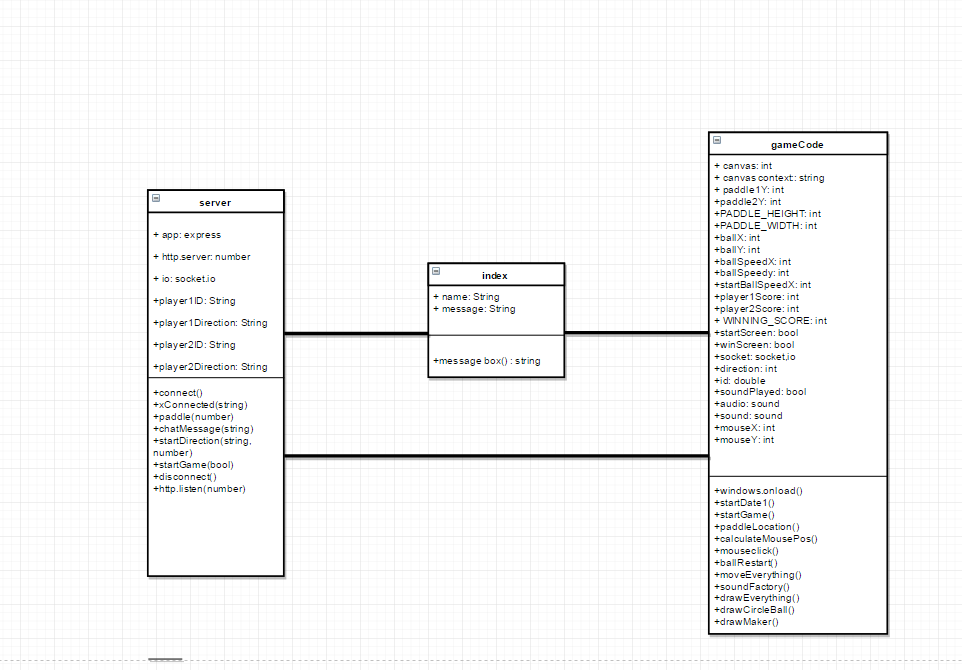 server
+ app: express
+ http.server: number
+ io: socket.io
+player1ID: String
+player1Direction: String
+player2ID: String
+player2Direction: String
+connect()
+xConnected(string)
+paddle(number)
+chatMessage(string)
+startDirection(string,
number)
+startGame(bool)
+disconnect()
+http.listen(number)
index
+ name: String
+ message: String
+message box() : string
gameCode
+ canvas: int
+ canvas context: string
+ paddle1Y: int
+paddle2Y: int
+PADDLE_HEIGHT: int
+PADDLE_WIDTH: int
+ballX: int
+ballY: int
+ballSpeedX: int
+ballSpeedy: int
+startBallSpeedX: int
+player1Score: int
+player2Score: int
+ WINNING_SCORE: int
+startScreen: bool
+winScreen: bool
+socket: socket.io
+direction: int
+id: double
+soundPlayed: bool
+audio: sound
+sound: sound
+mouseX: int
+mouseY: int
+windows.onload()
+startDate1()
+startGame()
+paddleLocation()
+calculateMousePos()
+mouseclick()
+ballRestart()
+moveEverything()
+soundFactory()
+drawEverything()
+drawCircleBall()
+drawMaker()